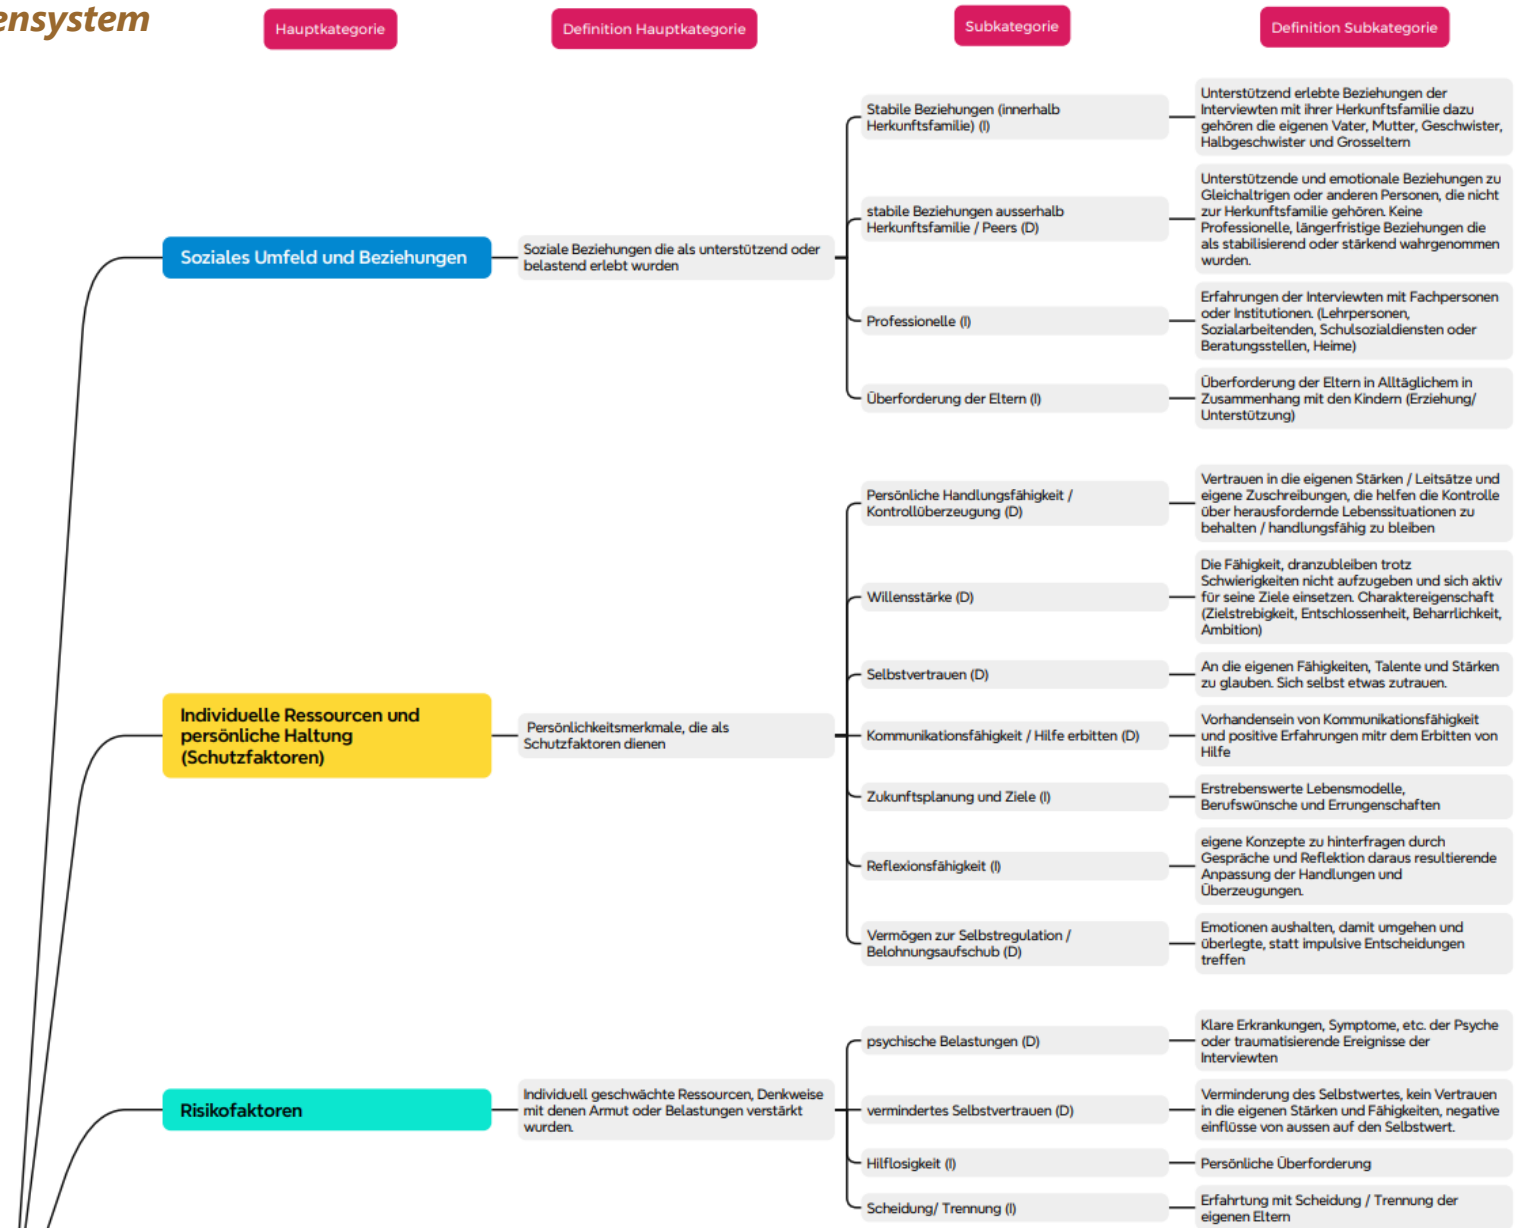 ensystem
Hauptkategorie
Definition Hauptkategorie
Subkategorie
Definition Subkategorie
Soziales Umfeld und Beziehungen
Soziale Beziehungen die als unterstützend oder
belastend erlebt wurden
Stabile Beziehungen (innerhalb
Herkunftsfamilie) (I)
Unterstützend erlebte Beziehungen der
Interviewten mit ihrer Herkunftsfamilie dazu
gehören die eigenen Vater, Mutter, Geschwister,
Halbgeschwister und Grosseltern
stabile Beziehungen ausserhalb
Herkunftsfamilie / Peers (D)
Unterstützende und emotionale Beziehungen zu
Gleichaltrigen oder anderen Personen, die nicht
zur Herkunftsfamilie gehören. Keine
Professionelle, längerfristige Beziehungen die
als stabilisierend oder stärkend wahrgenommen
wurden.
Professionelle (I)
Erfahrungen der Interviewten mit Fachpersonen
oder Institutionen. (Lehrpersonen,
Sozialarbeitenden, Schulsozialdiensten oder
Beratungsstellen, Heime)
Überforderung der Eltern (I)
Überforderung der Eltern in Alltäglichem in
Zusammenhang mit den Kindern (Erziehung/
Unterstützung)
Individuelle Ressourcen und
persönliche Haltung
(Schutzfaktoren)
Persönlichkeitsmerkmale, die als
Schutzfaktoren dienen
Persönliche Handlungsfähigkeit /
Kontrollüberzeugung (D)
Vertrauen in die eigenen Stärken / Leitsätze und
eigene Zuschreibungen, die helfen die Kontrolle
über herausfordernde Lebenssituationen zu
behalten / handlungsfähig zu bleiben
Willensstärke (D)
Die Fähigkeit, dranzubleiben trotz
Schwierigkeiten nicht aufzugeben und sich aktiv
für seine Ziele einsetzen. Charaktereigenschaft
(Zielstrebigkeit, Entschlossenheit, Beharrlichkeit,
Ambition)
Selbstvertrauen (D)
An die eigenen Fähigkeiten, Talente und Stärken
zu glauben. Sich selbst etwas zutrauen.
Kommunikationsfähigkeit / Hilfe erbitten (D)
Vorhandensein von Kommunikationsfähigkeit
und positive Erfahrungen mitr dem Erbitten von
Hilfe
Zukunftsplanung und Ziele (I)
Erstrebenswerte Lebensmodelle,
Berufswünsche und Errungenschaften
Reflexionsfähigkeit (I)
eigene Konzepte zu hinterfragen durch
Gespräche und Reflektion daraus resultierende
Anpassung der Handlungen und
Überzeugungen.
Vermögen zur Selbstregulation /
Belohnungsaufschub (D)
Emotionen aushalten, damit umgehen und
überlegte, statt impulsive Entscheidungen
treffen
Risikofaktoren
Individuell geschwächte Ressourcen, Denkweise
mit denen Armut oder Belastungen verstärkt
wurden.
psychische Belastungen (D)
Klare Erkrankungen, Symptome, etc. der Psyche
oder traumatisierende Ereignisse der
Interviewten
vermindertes Selbstvertrauen (D)
Verminderung des Selbstwertes, kein Vertrauen
in die eigenen Stärken und Fähigkeiten, negative
einflüsse von aussen auf den Selbstwert.
Hilflosigkeit (I)
Persönliche Überforderung
Scheidung/ Trennung (I)
Erfahrtung mit Scheidung / Trennung der
eigenen Eltern